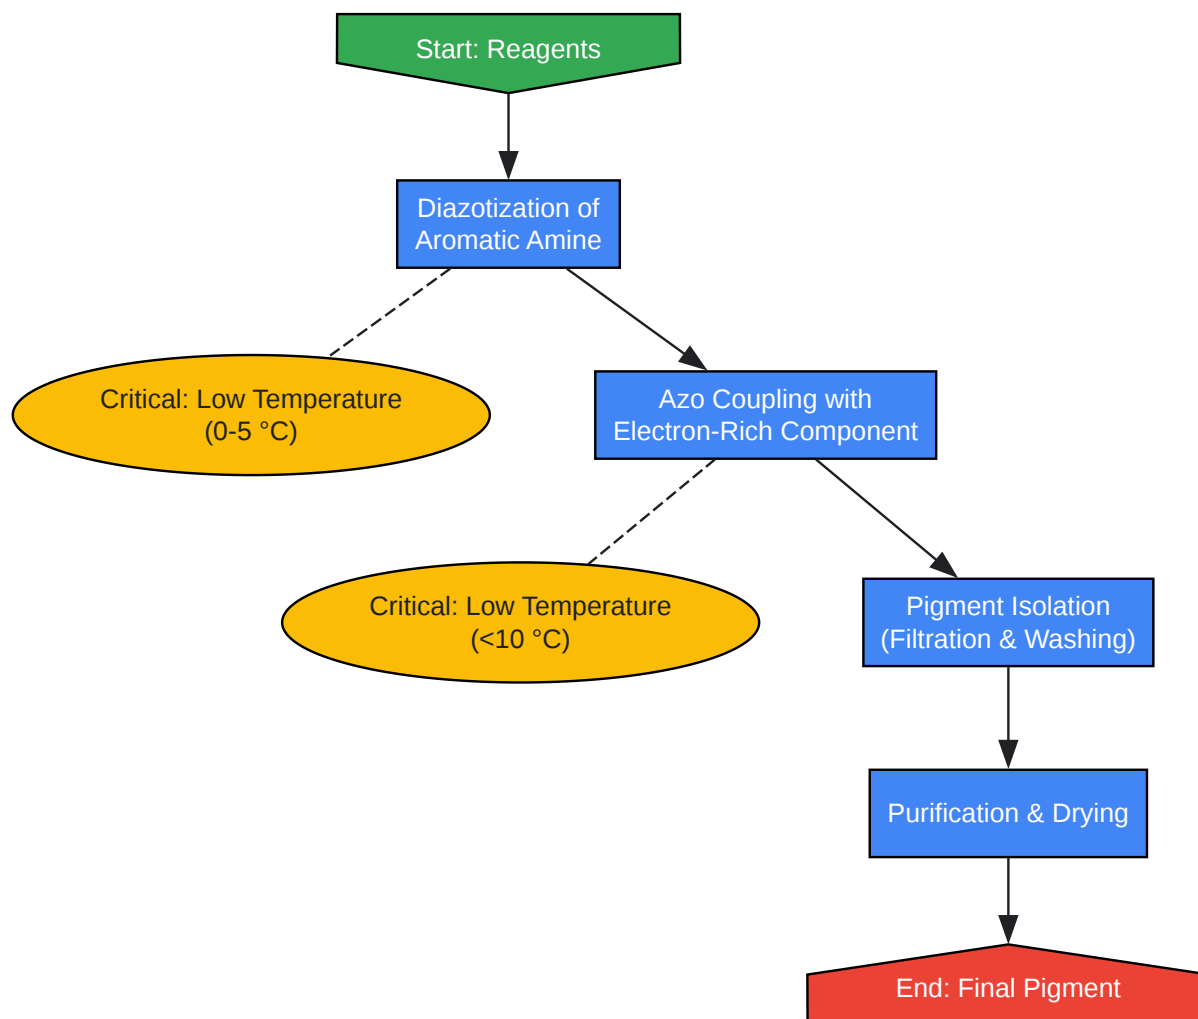 Start: Reagents
Diazotization of
Aromatic Amine
Critical: Low Temperature
(0-5 °C)
Azo Coupling with
Electron-Rich Component
Critical: Low Temperature
(<10 °C)
Pigment Isolation
(Filtration & Washing)
Purification & Drying
End: Final Pigment